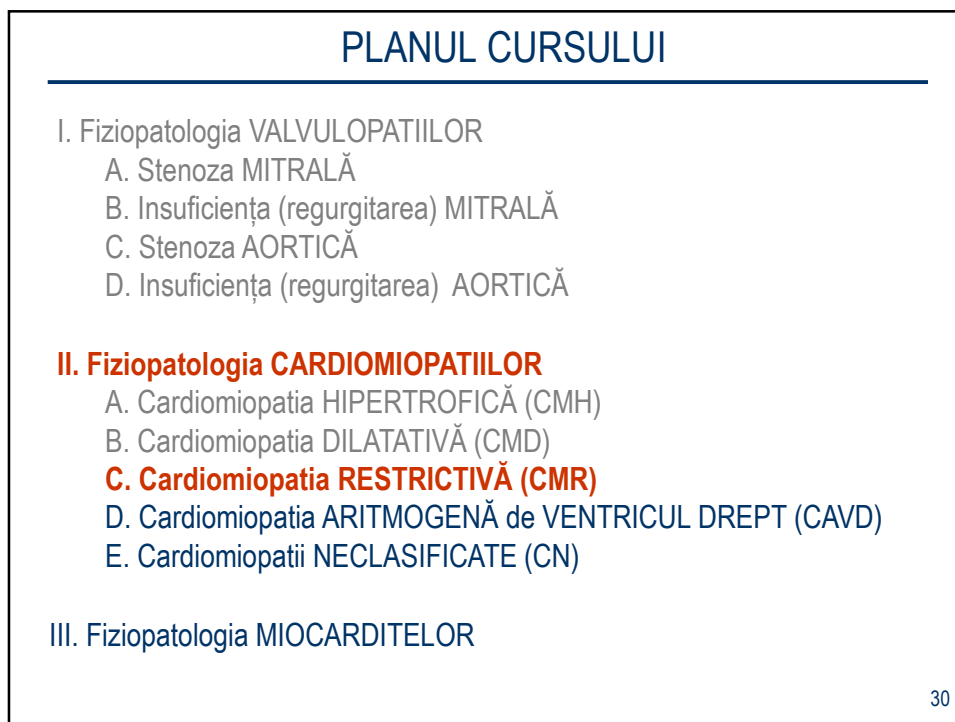 PLANUL CURSULUI
I. Fiziopatologia VALVULOPATIILOR
A. Stenoza MITRALĂ
B. Insuficiența (regurgitarea) MITRALĂ
C. Stenoza AORTICĂ
D. Insuficiența (regurgitarea) AORTICĂ
II. Fiziopatologia CARDIOMIOPATIILOR
A. Cardiomiopatia HIPERTROFICĂ (CMH)
B. Cardiomiopatia DILATATIVĂ (CMD)
C. Cardiomiopatia RESTRICTIVĂ (CMR)
D. Cardiomiopatia ARITMOGENĂ de VENTRICUL DREPT (CAVD)
E. Cardiomiopatii NECLASIFICATE (CN)
III. Fiziopatologia MIOCARDITELOR
30